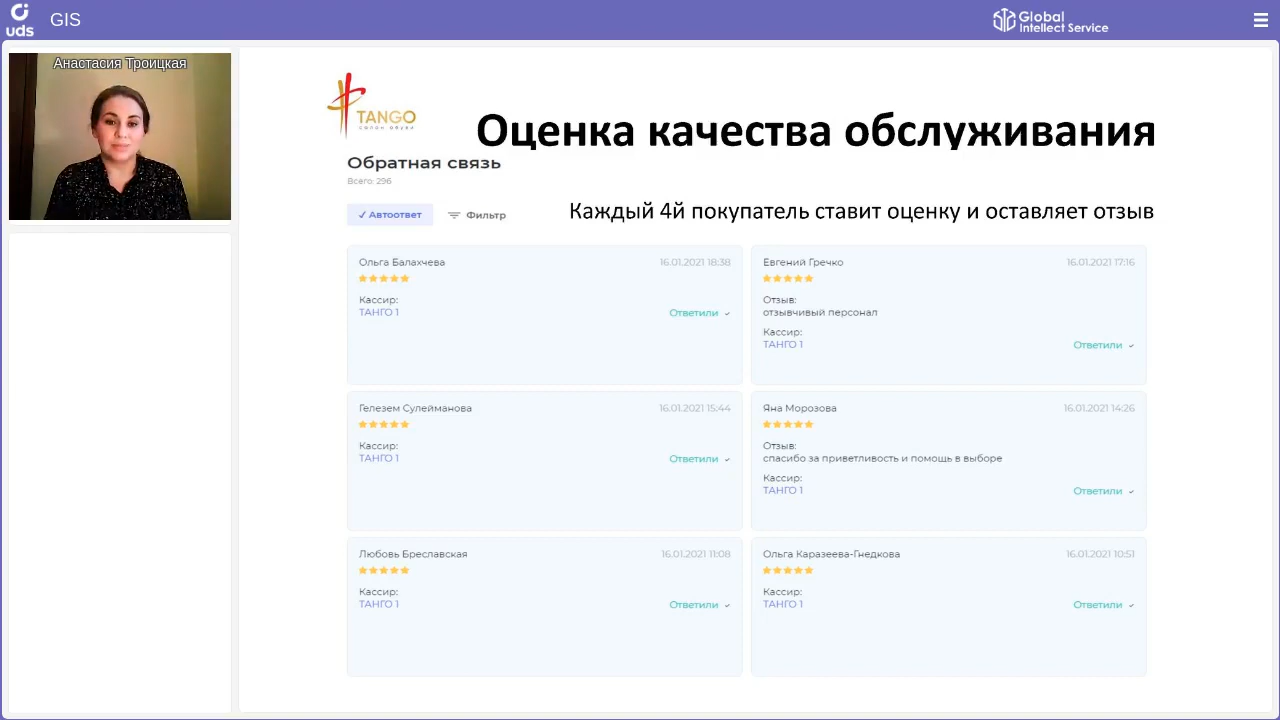 uds
GIS
Global
Intellect Service
Анастасия Троицкая
TANGO
салон обуви
Оценка качества обслуживания
Обратная связь
Всего: 296
✓ Автоответ
Фильтр
Каждый 4й покупатель ставит оценку и оставляет отзыв
Ольга Балахчева
16.01.2021 18:38
Кассир:
ТАНГО 1
Ответили
Евгений Гречко
16.01.2021 17:16
Отзыв:
отзывчивый персонал
Кассир:
ТАНГО 1
Ответили
Гелезем Сулейманова
16.01.2021 15:44
Кассир:
ТАНГО 1
Ответили
Яна Морозова
16.01.2021 14:26
Отзыв:
спасибо за приветливость и помощь в выборе
Кассир:
ТАНГО 1
Ответили
Любовь Бреславская
16.01.2021 11:08
Кассир:
ТАНГО 1
Ответили
Ольга Каразеева-Гнедкова
16.01.2021 10:51
Кассир:
ТАНГО 1
Ответили